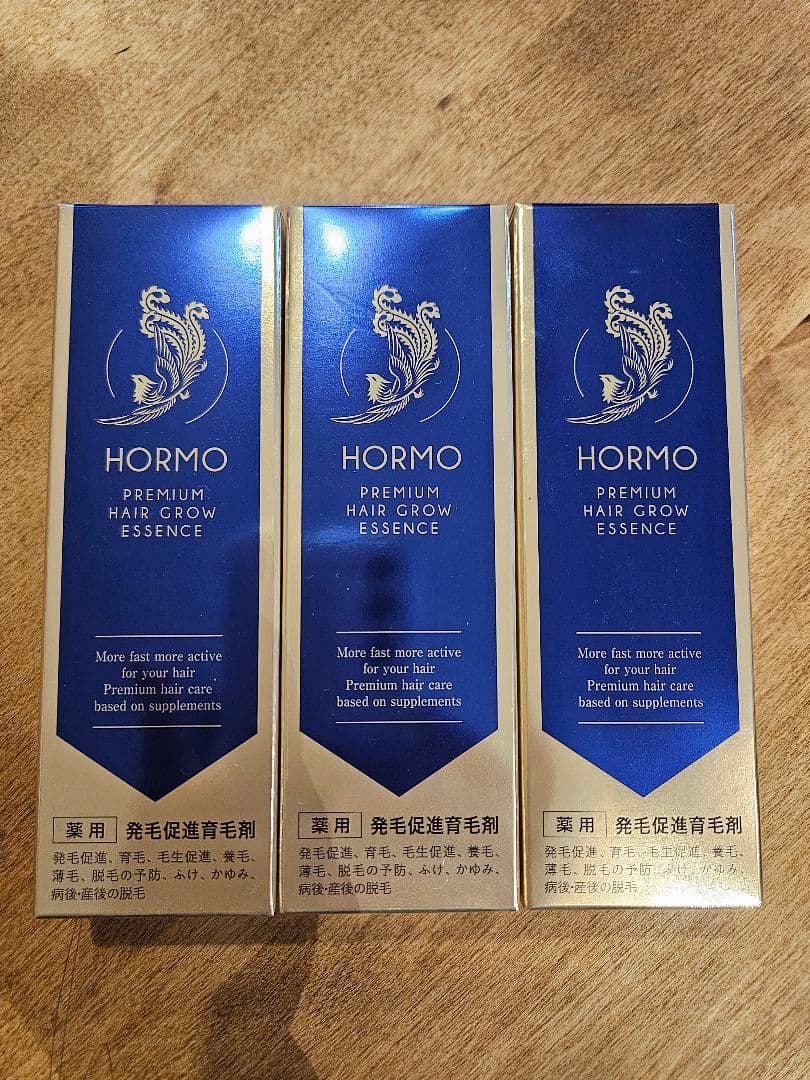 HORMO
PREMIUM
HAIR GROW
ESSENCE
More fast more active
for your hair
Premium hair care
based on supplements
薬用 発毛促進育毛剤
発毛促進、育毛、毛生促進、養毛、
薄毛、脱毛の予防、ふけ、かゆみ、
病後・産後の脱毛
HORMO
PREMIUM
HAIR GROW
ESSENCE
More fast more active
for your hair
Premium hair care
based on supplements
薬用 発毛促進育毛剤
発毛促進、育毛、毛生促進、養毛、
薄毛、脱毛の予防、ふけ、かゆみ、
病後・産後の脱毛
HORMO
PREMIUM
HAIR GROW
ESSENCE
More fast more active
for your hair
Premium hair care
based on supplements
薬用 発毛促進育毛剤
発毛促進、育毛、毛生促進、養毛、
薄毛、脱毛の予防、ふけ、かゆみ、
病後・産後の脱毛